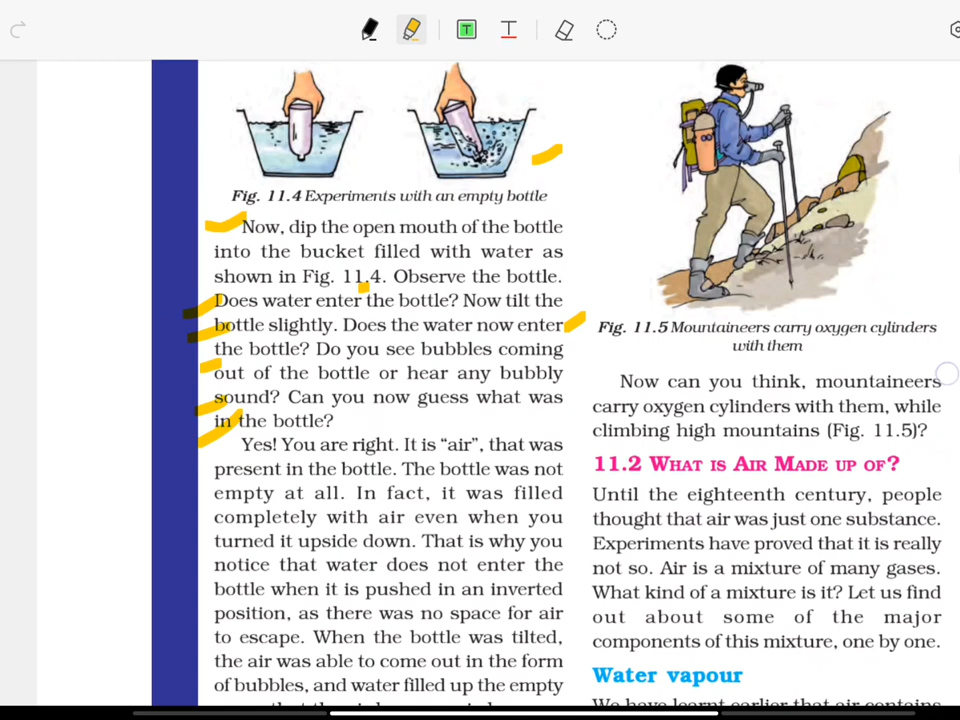 T
T
Fig. 11.4 Experiments with an empty bottle
Now, dip the open mouth of the bottle
into the bucket filled with water as
shown in Fig. 11.4. Observe the bottle.
Does water enter the bottle? Now tilt the
bottle slightly. Does the water now enter
the bottle? Do you see bubbles coming
out of the bottle or hear any bubbly
sound? Can you now guess what was
in the bottle?
Yes! You are right. It is “air”, that was
present in the bottle. The bottle was not
empty at all. In fact, it was filled
completely with air even when you
turned it upside down. That is why you
notice that water does not enter the
bottle when it is pushed in an inverted
position, as there was no space for air
to escape. When the bottle was tilted,
the air was able to come out in the form
of bubbles, and water filled up the empty
Fig. 11.5 Mountaineers carry oxygen cylinders
with them
Now can you think, mountaineers
carry oxygen cylinders with them, while
climbing high mountains (Fig. 11.5)?
11.2 WHAT IS AIR MADE UP OF?
Until the eighteenth century, people
thought that air was just one substance.
Experiments have proved that it is really
not so. Air is a mixture of many gases.
What kind of a mixture is it? Let us find
out about some of the major
components of this mixture, one by one.
Water vapour
We have learnt earlier that air contains